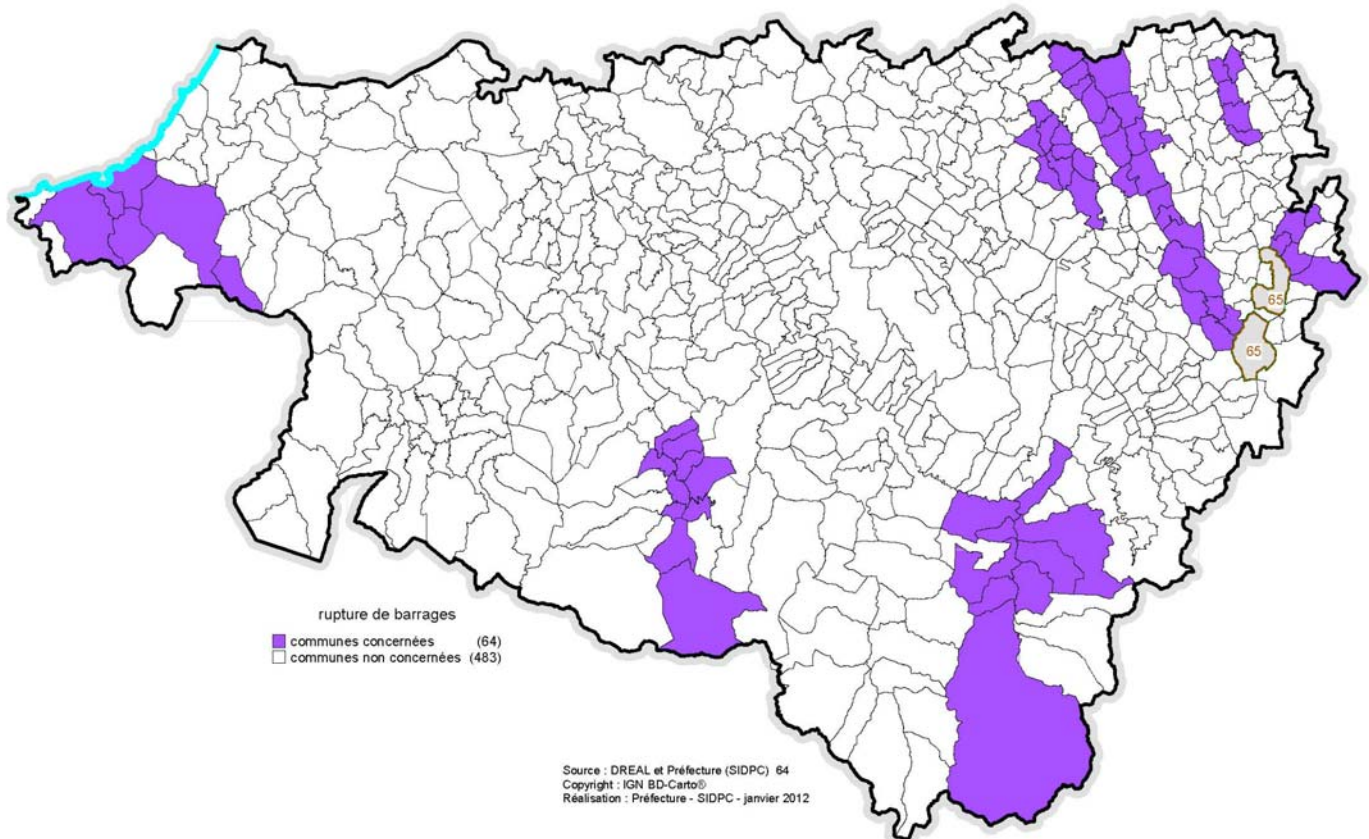 65
65
rupture de barrages
communes concernées (64)
communes non concernées (483)
Source : DREAL et Préfecture (SIDPC) 64
Copyright : IGN BD-Carto®
Réalisation : Préfecture - SIDPC - janvier 2012